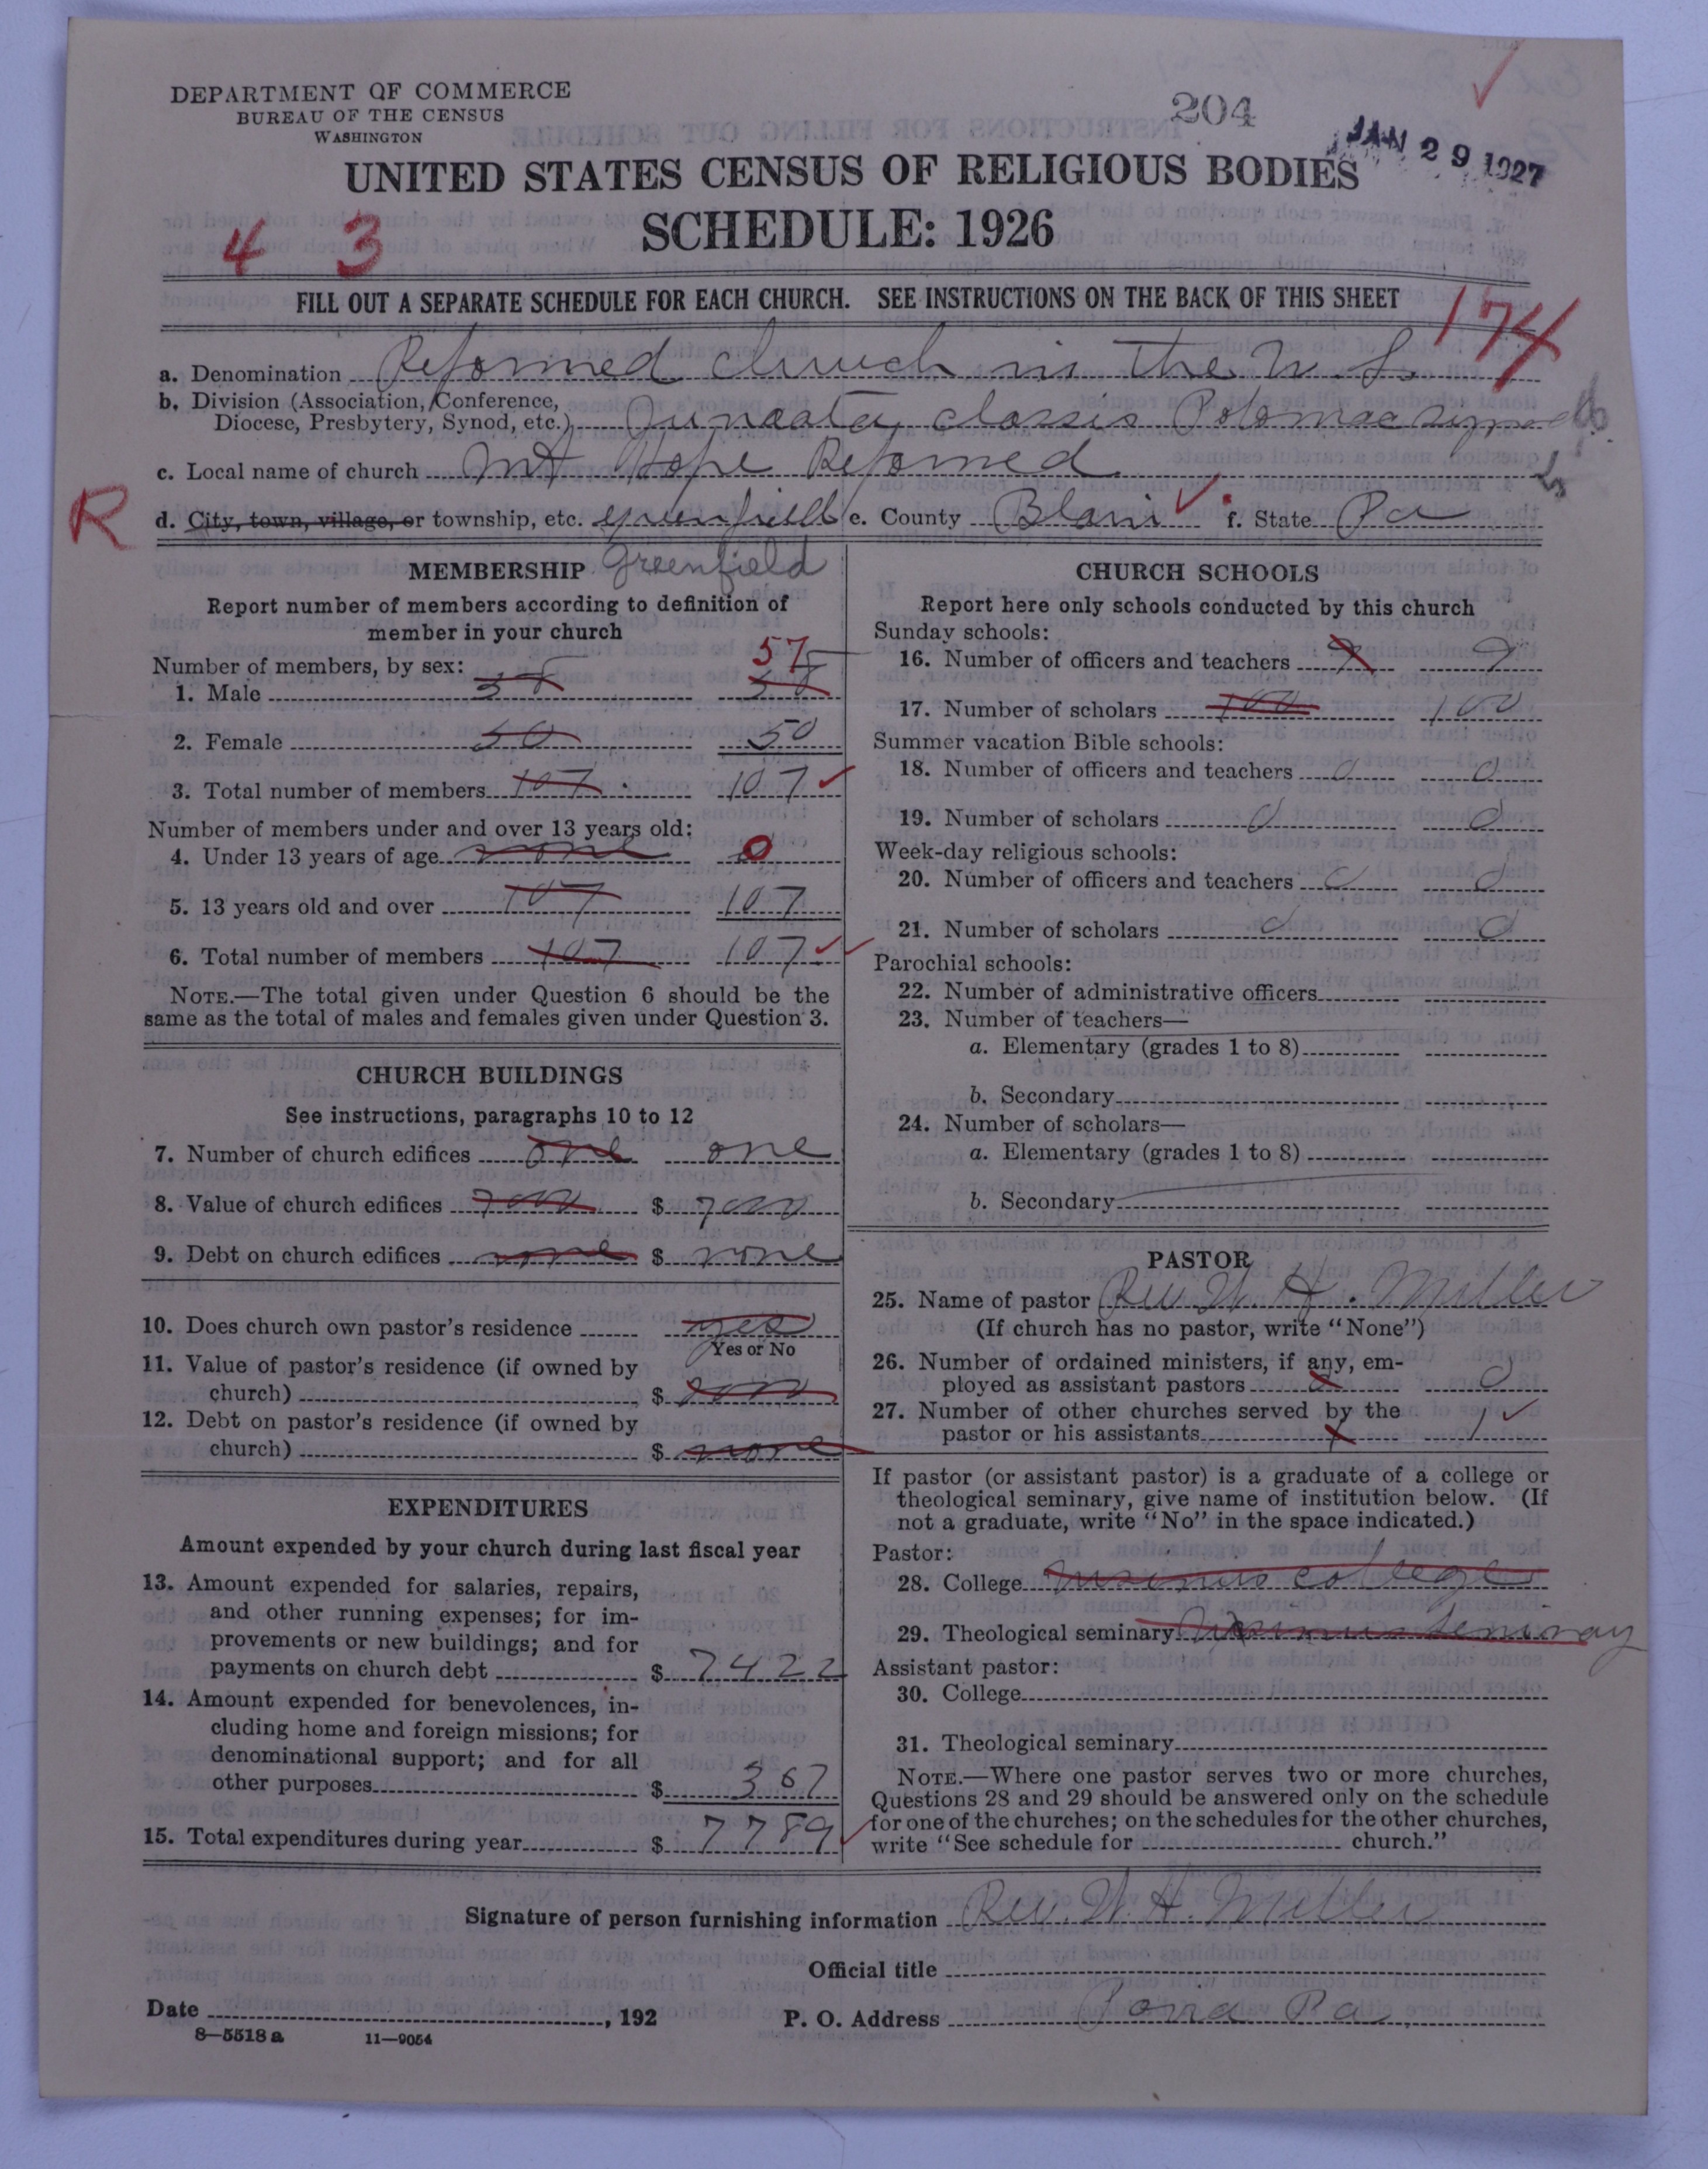 DEPARTMENT OF COMMERCE
BUREAU OF THE CENSUS
WASHINGTON
204
JAN 29 1927
UNITED STATES CENSUS OF RELIGIOUS BODIES
SCHEDULE: 1926
4 3
FILL OUT A SEPARATE SCHEDULE FOR EACH CHURCH. SEE INSTRUCTIONS ON THE BACK OF THIS SHEET
174
a. Denomination Reformed Church in the U. S.
b. Division (Association, Conference,
Diocese, Presbytery, Synod, etc.) Juniata Classis Potomac Synod
c. Local name of church Mt Hope Reformed
R
d. City, town, village, or township, etc. Greenfield e. County Blair f. State Pa
MEMBERSHIP Greenfield
Report number of members according to definition of
member in your church
Number of members, by sex: 57
1. Male 58 58
2. Female 50 50
3. Total number of members 107 107
Number of members under and over 13 years old:
4. Under 13 years of age none 0
5. 13 years old and over 107 107
6. Total number of members 107 107
NOTE.—The total given under Question 6 should be the
same as the total of males and females given under Question 3.
CHURCH BUILDINGS
See instructions, paragraphs 10 to 12
7. Number of church edifices one one
8. Value of church edifices 7000 $ 7000
9. Debt on church edifices none $ none
10. Does church own pastor's residence yes
Yes or No
11. Value of pastor's residence (if owned by
church) $
12. Debt on pastor's residence (if owned by
church) $ none
EXPENDITURES
Amount expended by your church during last fiscal year
13. Amount expended for salaries, repairs,
and other running expenses; for im-
provements or new buildings; and for
payments on church debt $ 7422
14. Amount expended for benevolences, in-
cluding home and foreign missions; for
denominational support; and for all
other purposes $ 367
15. Total expenditures during year $ 7789
CHURCH SCHOOLS
Report here only schools conducted by this church
Sunday schools:
16. Number of officers and teachers 9 9
17. Number of scholars 100 100
Summer vacation Bible schools:
18. Number of officers and teachers 0 0
19. Number of scholars 0 0
Week-day religious schools:
20. Number of officers and teachers 0 0
21. Number of scholars 0 0
Parochial schools:
22. Number of administrative officers
23. Number of teachers—
a. Elementary (grades 1 to 8)
b. Secondary
24. Number of scholars—
a. Elementary (grades 1 to 8)
b. Secondary
PASTOR
25. Name of pastor Rev W. H. Miller
(If church has no pastor, write "None")
26. Number of ordained ministers, if any, em-
ployed as assistant pastors 0
27. Number of other churches served by the
pastor or his assistants 1
If pastor (or assistant pastor) is a graduate of a college or
theological seminary, give name of institution below. (If
not a graduate, write "No" in the space indicated.)
Pastor:
28. College Ursinus College
29. Theological seminary Ursinus Seminary
Assistant pastor:
30. College
31. Theological seminary
NOTE.—Where one pastor serves two or more churches,
Questions 28 and 29 should be answered only on the schedule
for one of the churches; on the schedules for the other churches,
write "See schedule for church."
Signature of person furnishing information Rev. W. H. Miller
Official title
Date , 192 P. O. Address Pa
8—5518 a 11—9054